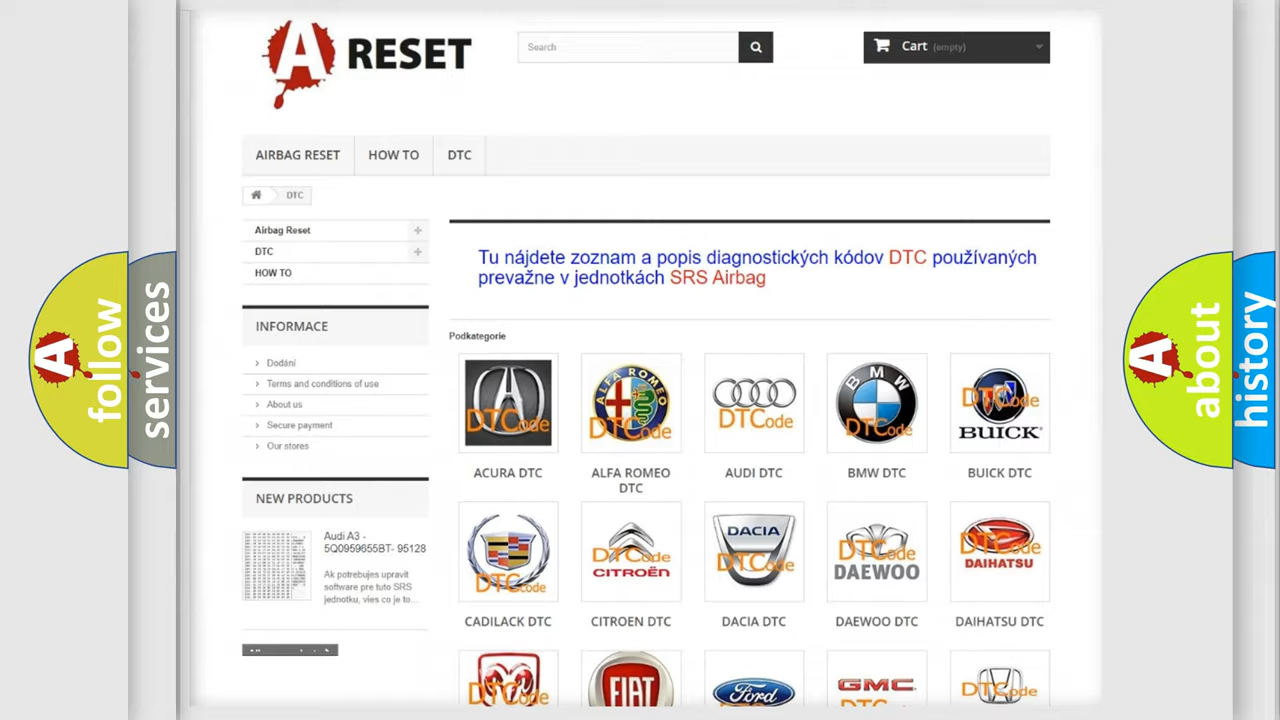 A RESET
Search
Cart (empty)
AIRBAG RESET
HOW TO
DTC
DTC
Airbag Reset
DTC
HOW TO
INFORMACE
Dodání
Terms and conditions of use
About us
Secure payment
Our stores
NEW PRODUCTS
Audi A3 -
5Q0959655BT- 95128
Ak potrebujes upravit
software pre tuto SRS
jednotku, vies co je to...
Tu nájdete zoznam a popis diagnostických kódov DTC používaných
prevažne v jednotkách SRS Airbag
Podkategorie
DTCode
ALFA ROMEO
DTCode
DTCode
BMW
DTCode
DTCode
BUICK
ACURA DTC
ALFA ROMEO
DTC
AUDI DTC
BMW DTC
BUICK DTC
DTCode
DTCode
CITROËN
DACIA
DTCode
DTCode
DAEWOO
DTCode
DAIHATSU
CADILACK DTC
CITROEN DTC
DACIA DTC
DAEWOO DTC
DAIHATSU DTC
DTCode
FIAT
Ford
GMC
DTCode
A follow
services
A about
history